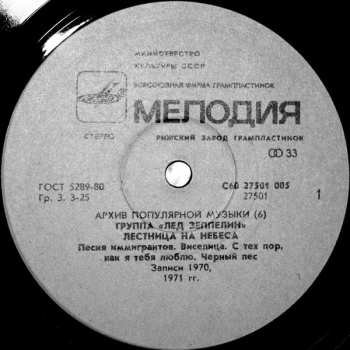 МИНИСТЕРСТВО
КУЛЬТУРЫ СССР
ВСЕСОЮЗНАЯ ФИРМА ГРАМПЛАСТИНОК
МЕЛОДИЯ
СТЕРЕО
РИЖСКИЙ ЗАВОД ГРАМПЛАСТИНОК
33
ГОСТ 5289-80
Гр. 3. 3-25
С60 27501 005
27501
1
АРХИВ ПОПУЛЯРНОЙ МУЗЫКИ (6)
ГРУППА «ЛЕД ЗЕППЕЛИН»
ЛЕСТНИЦА НА НЕБЕСА
Песня иммигрантов. Виселица. С тех пор,
как я тебя люблю. Черный пес
Записи 1970,
1971 гг.